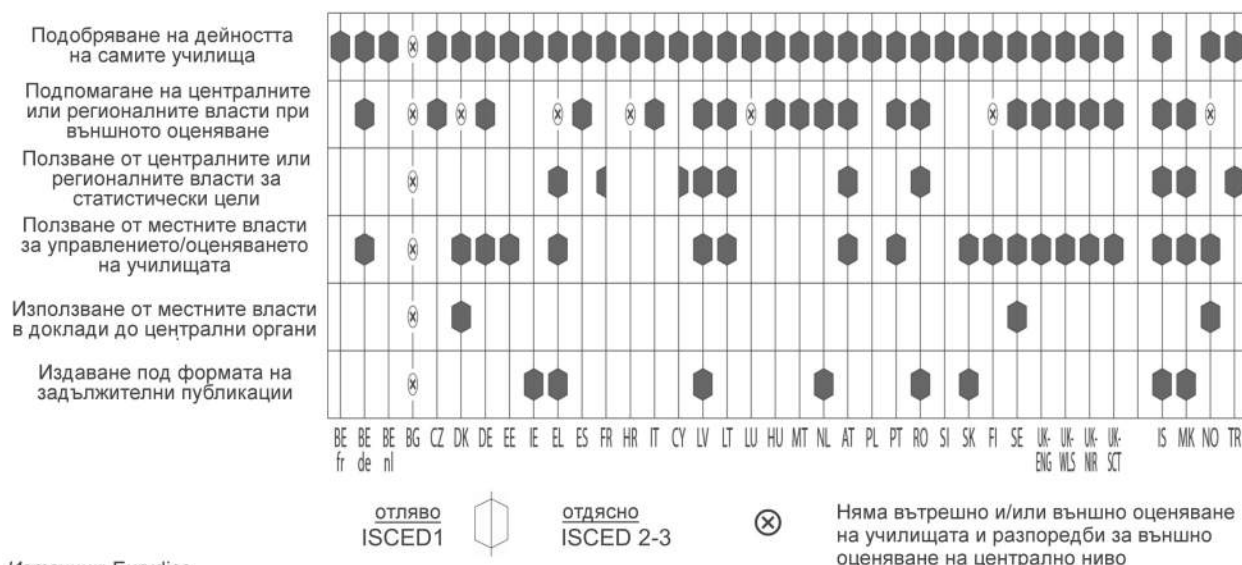 Подобряване на дейността
на самите училища
Подпомагане на централните
или регионалните власти при
външното оценяване
Ползване от централните или
регионалните власти за
статистически цели
Ползване от местните власти
за управлението/оценяването
на училищата
Използване от местните власти
в доклади до централни органи
Издаване под формата на
задължителни публикации
BE fr BE de BE nl BG CZ DK DE EE IE EL ES FR HR IT CY LV LT LU HU MT NL AT PL PT RO SI SK FI SE UK-ENG UK-WLS UK-NIR UK-SCT IS MK NO TR
отляво
ISCED1
отдясно
ISCED 2-3
Няма вътрешно и/или външно оценяване
на училищата и разпоредби за външно
оценяване на централно ниво